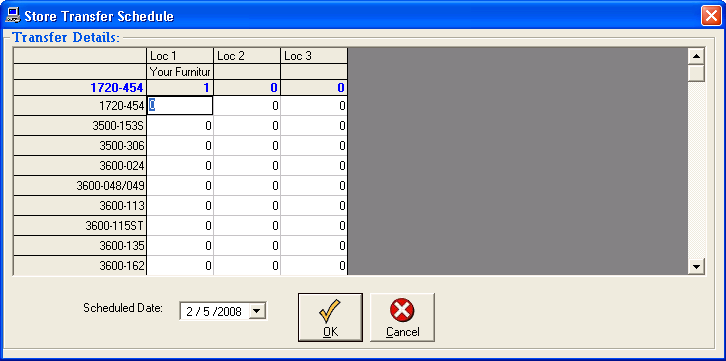 Store Transfer Schedule
Transfer Details:
Loc 1 Loc 2 Loc 3
Your Furnitur
1720-454 1 0 0
1720-454 0 0 0
3500-153S 0 0 0
3500-306 0 0 0
3600-024 0 0 0
3600-048/049 0 0 0
3600-113 0 0 0
3600-115ST 0 0 0
3600-135 0 0 0
3600-162 0 0 0
Scheduled Date: 2 / 5 /2008
OK Cancel